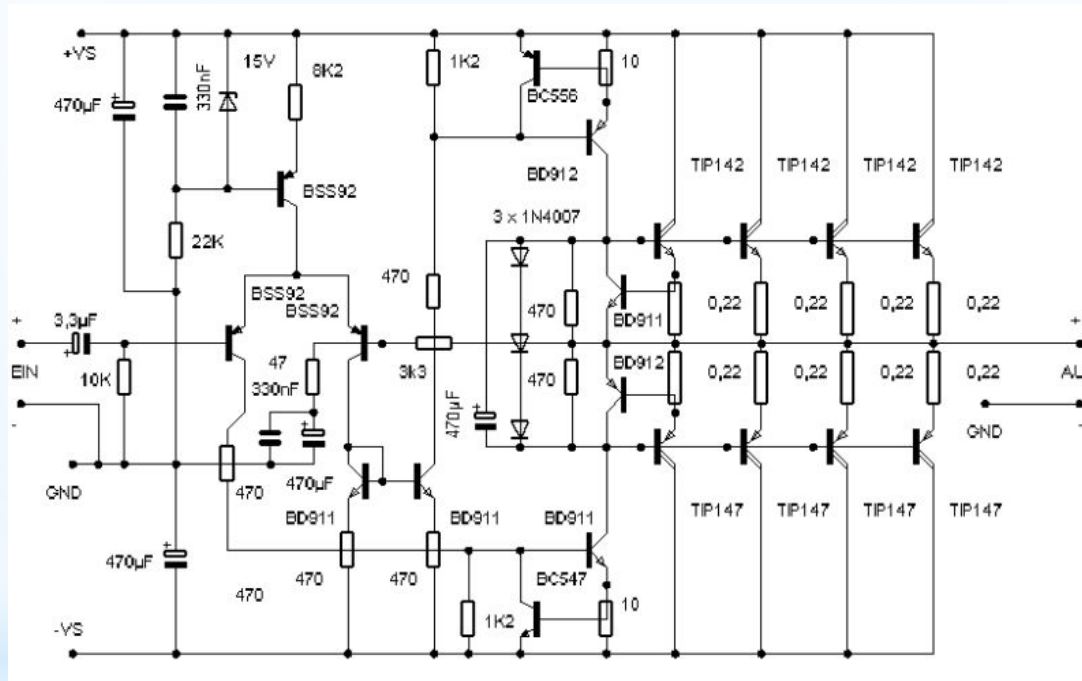 +VS
15V
8K2
1K2
10
330nF
470µF
BC556
TIP142
TIP142
TIP142
TIP142
BD912
BSS92
3 x 1N4007
22K
470
BSS92
BSS92
470
BD911
0,22
0,22
0,22
0,22
+
3,3µF
+
EIN
10K
47
330nF
3k3
BD912
470
0,22
0,22
0,22
0,22
+
AU
-
470µF
GND
-
GND
470
470µF
BD911
BD911
BD911
TIP147
TIP147
TIP147
TIP147
470µF
470
470
470
BC547
1K2
10
-VS